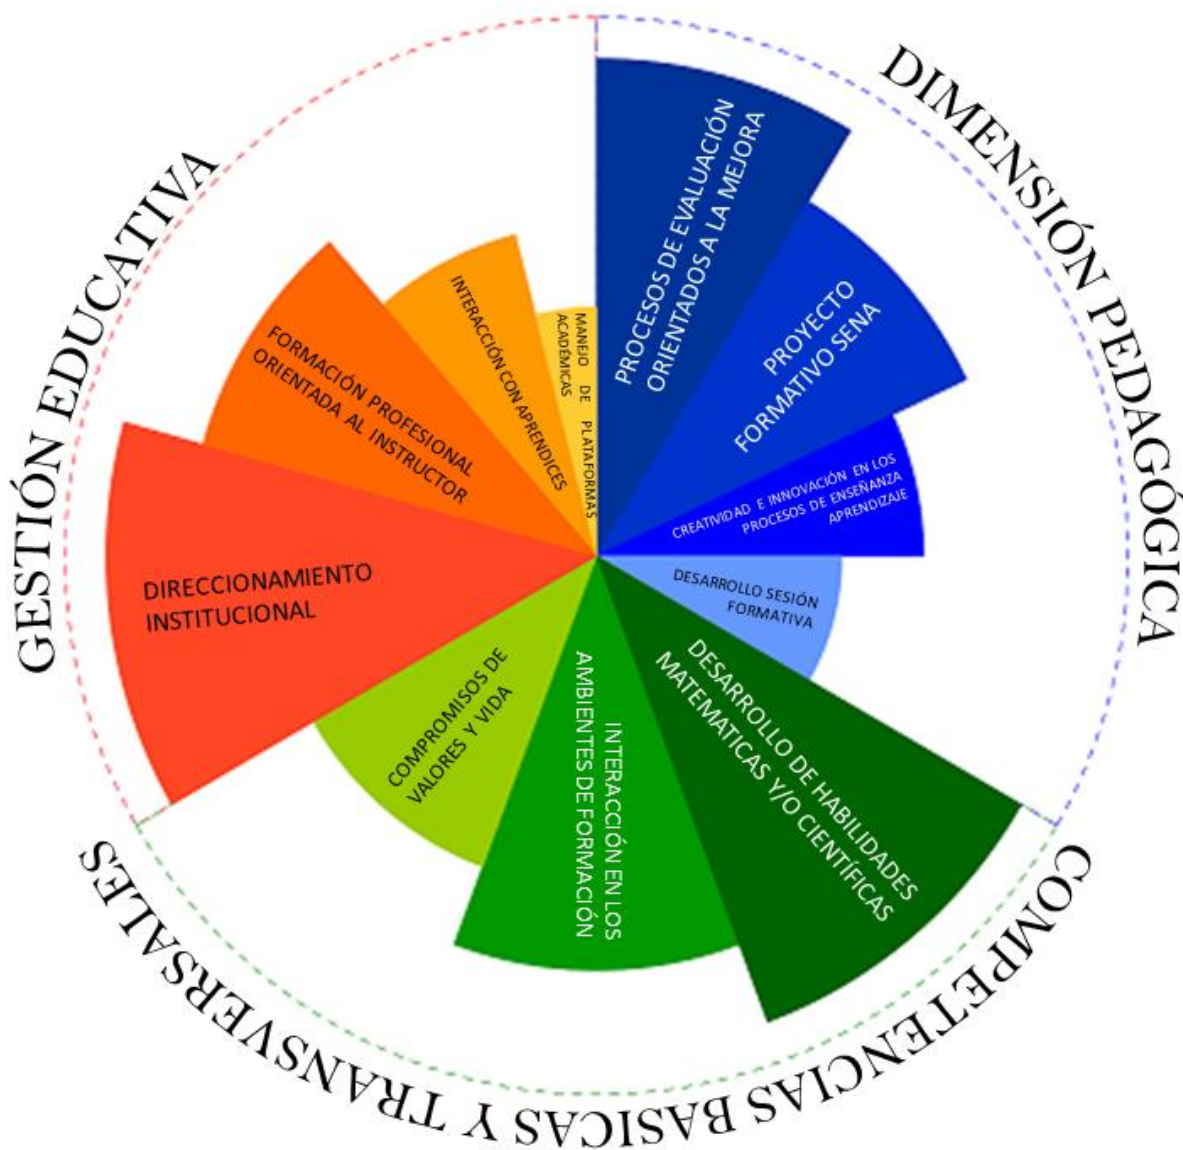 DIMENSIÓN PEDAGÓGICA
PROCESOS DE EVALUACIÓN
ORIENTADOS A LA MEJORA
PROYECTO
FORMATIVO SENA
CREATIVIDAD E INNOVACIÓN EN LOS
PROCESOS DE ENSEÑANZA
APRENDIZAJE
DESARROLLO SESIÓN
FORMATIVA
COMPETENCIAS BASICAS Y TRANSVERSALES
DESARROLLO DE HABILIDADES
MATEMATICAS Y/O CIENTÍFICAS
INTERACCIÓN EN LOS
AMBIENTES DE FORMACIÓN
COMPROMISOS DE
VALORES Y VIDA
GESTIÓN EDUCATIVA
DIRECCIONAMIENTO
INSTITUCIONAL
FORMACIÓN PROFESIONAL
ORIENTADA AL INSTRUCTOR
INTERACCIÓN CON APRENDICES
MANEJO DE PLATAFORMAS
ACADÉMICAS